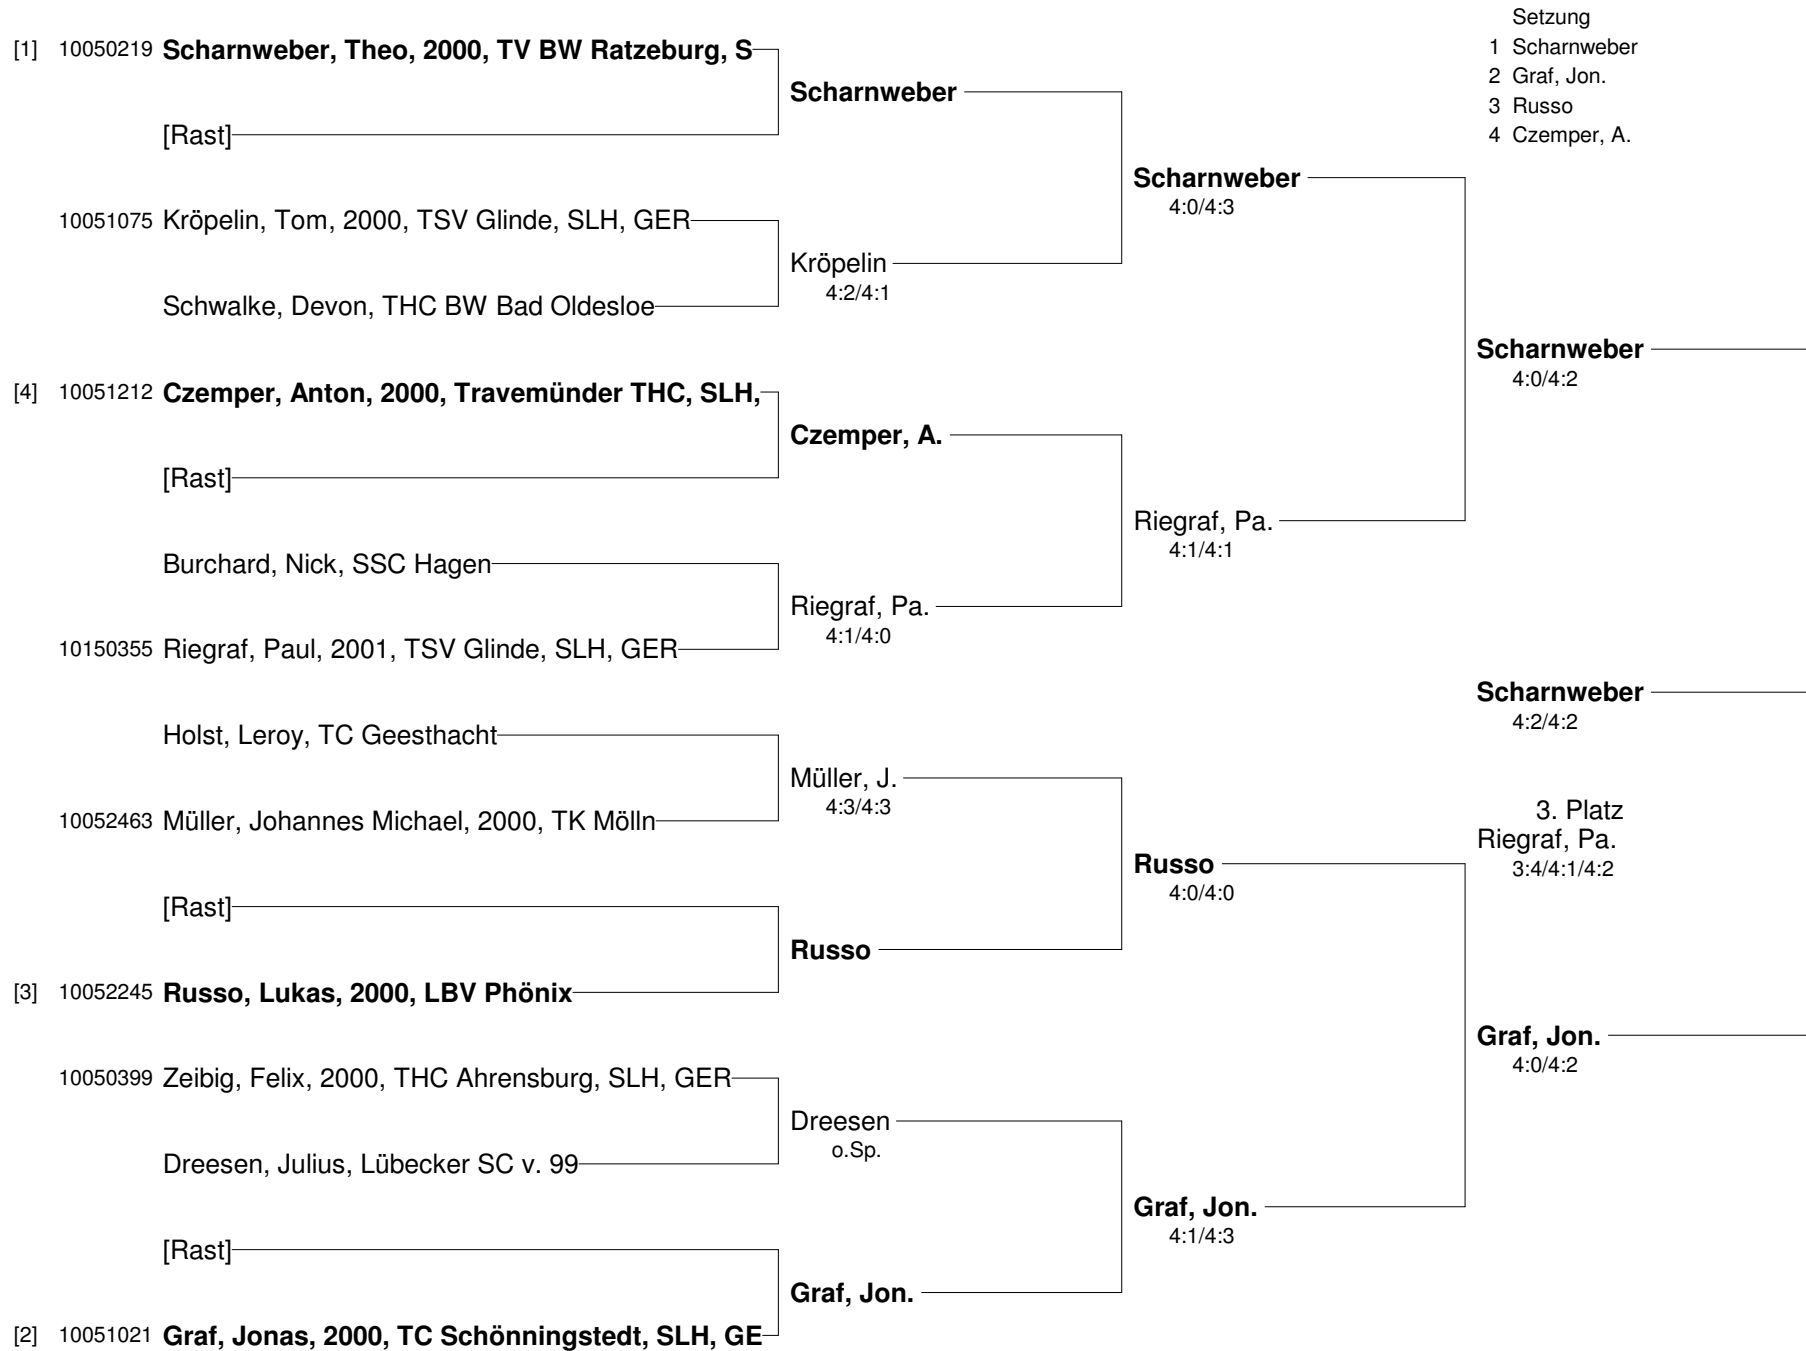 Setzung
1 Scharnweber
2 Graf, Jon.
3 Russo
4 Czemper, A.
[1] 10050219 Scharnweber, Theo, 2000, TV BW Ratzeburg, S
[Rast]
10051075 Kröpelin, Tom, 2000, TSV Glinde, SLH, GER
Schwalke, Devon, THC BW Bad Oldesloe
[4] 10051212 Czemper, Anton, 2000, Travemünder THC, SLH,
[Rast]
Burchard, Nick, SSC Hagen
10150355 Riegraf, Paul, 2001, TSV Glinde, SLH, GER
Holst, Leroy, TC Geesthacht
10052463 Müller, Johannes Michael, 2000, TK Mölln
[Rast]
[3] 10052245 Russo, Lukas, 2000, LBV Phönix
10050399 Zeibig, Felix, 2000, THC Ahrensburg, SLH, GER
Dreesen, Julius, Lübecker SC v. 99
[Rast]
[2] 10051021 Graf, Jonas, 2000, TC Schönningstedt, SLH, GE
Scharnweber
Kröpelin
4:2/4:1
Czemper, A.
Riegraf, Pa.
4:1/4:0
Müller, J.
4:3/4:3
Russo
Dreesen
o.Sp.
Graf, Jon.
Scharnweber
4:0/4:3
Riegraf, Pa.
4:1/4:1
Russo
4:0/4:0
Graf, Jon.
4:1/4:3
Scharnweber
4:0/4:2
Scharnweber
4:2/4:2
3. Platz
Riegraf, Pa.
3:4/4:1/4:2
Graf, Jon.
4:0/4:2